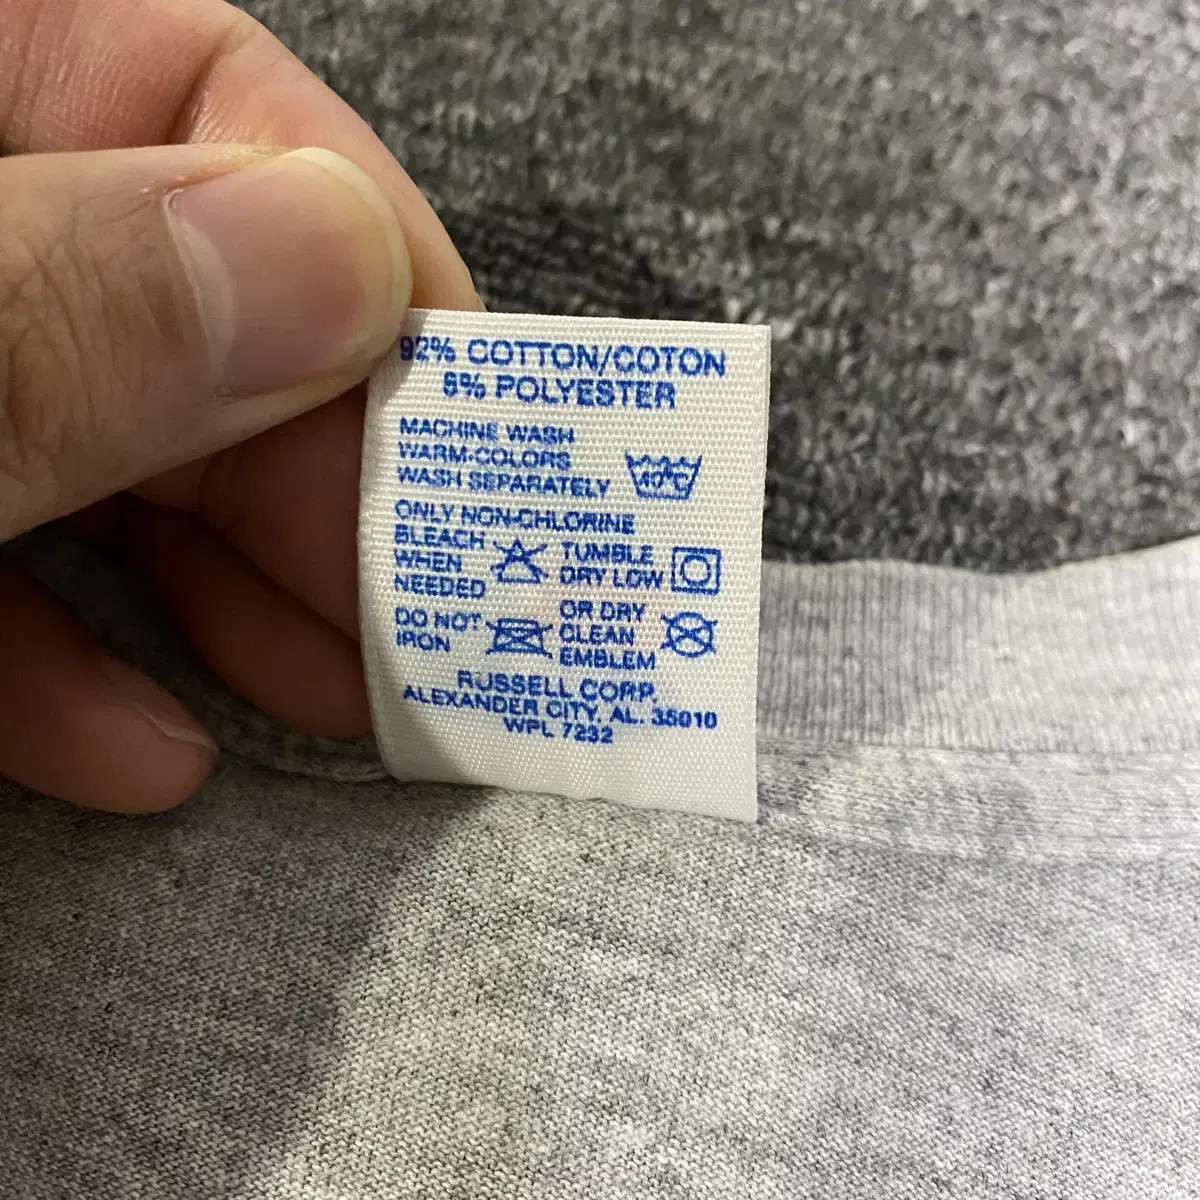 92% COTTON/COTON
8% POLYESTER
MACHINE WASH
WARM-COLORS
WASH SEPARATELY
40°C
ONLY NON-CHLORINE
BLEACH
WHEN
NEEDED
TUMBLE
DRY LOW
DO NOT
IRON
OR DRY
CLEAN
EMBLEM
RUSSELL CORP.
ALEXANDER CITY, AL. 35010
WPL 7232